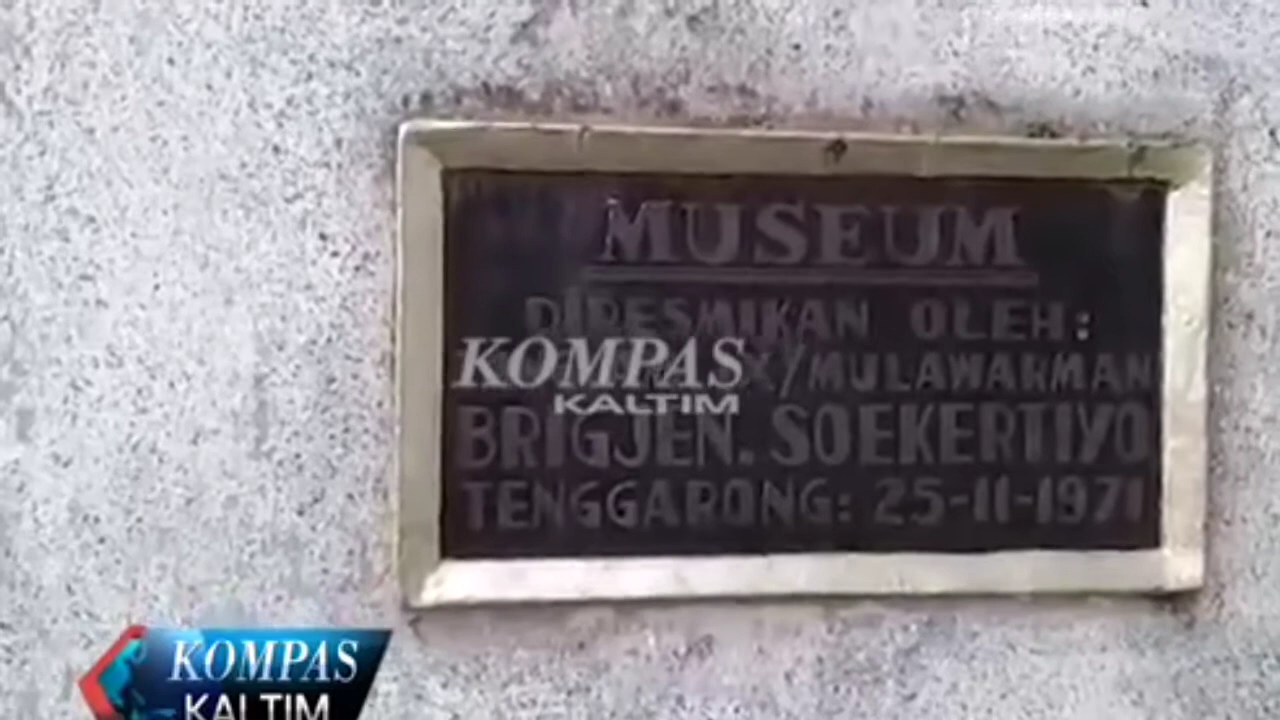 MUSEUM
DIRESMIKAN OLEH:
X/MULAWARMAN
BRIGJEN. SOEKERTIYO
TENGGARONG: 25-11-1971
KOMPAS
KALTIM
KOMPAS
KALTIM